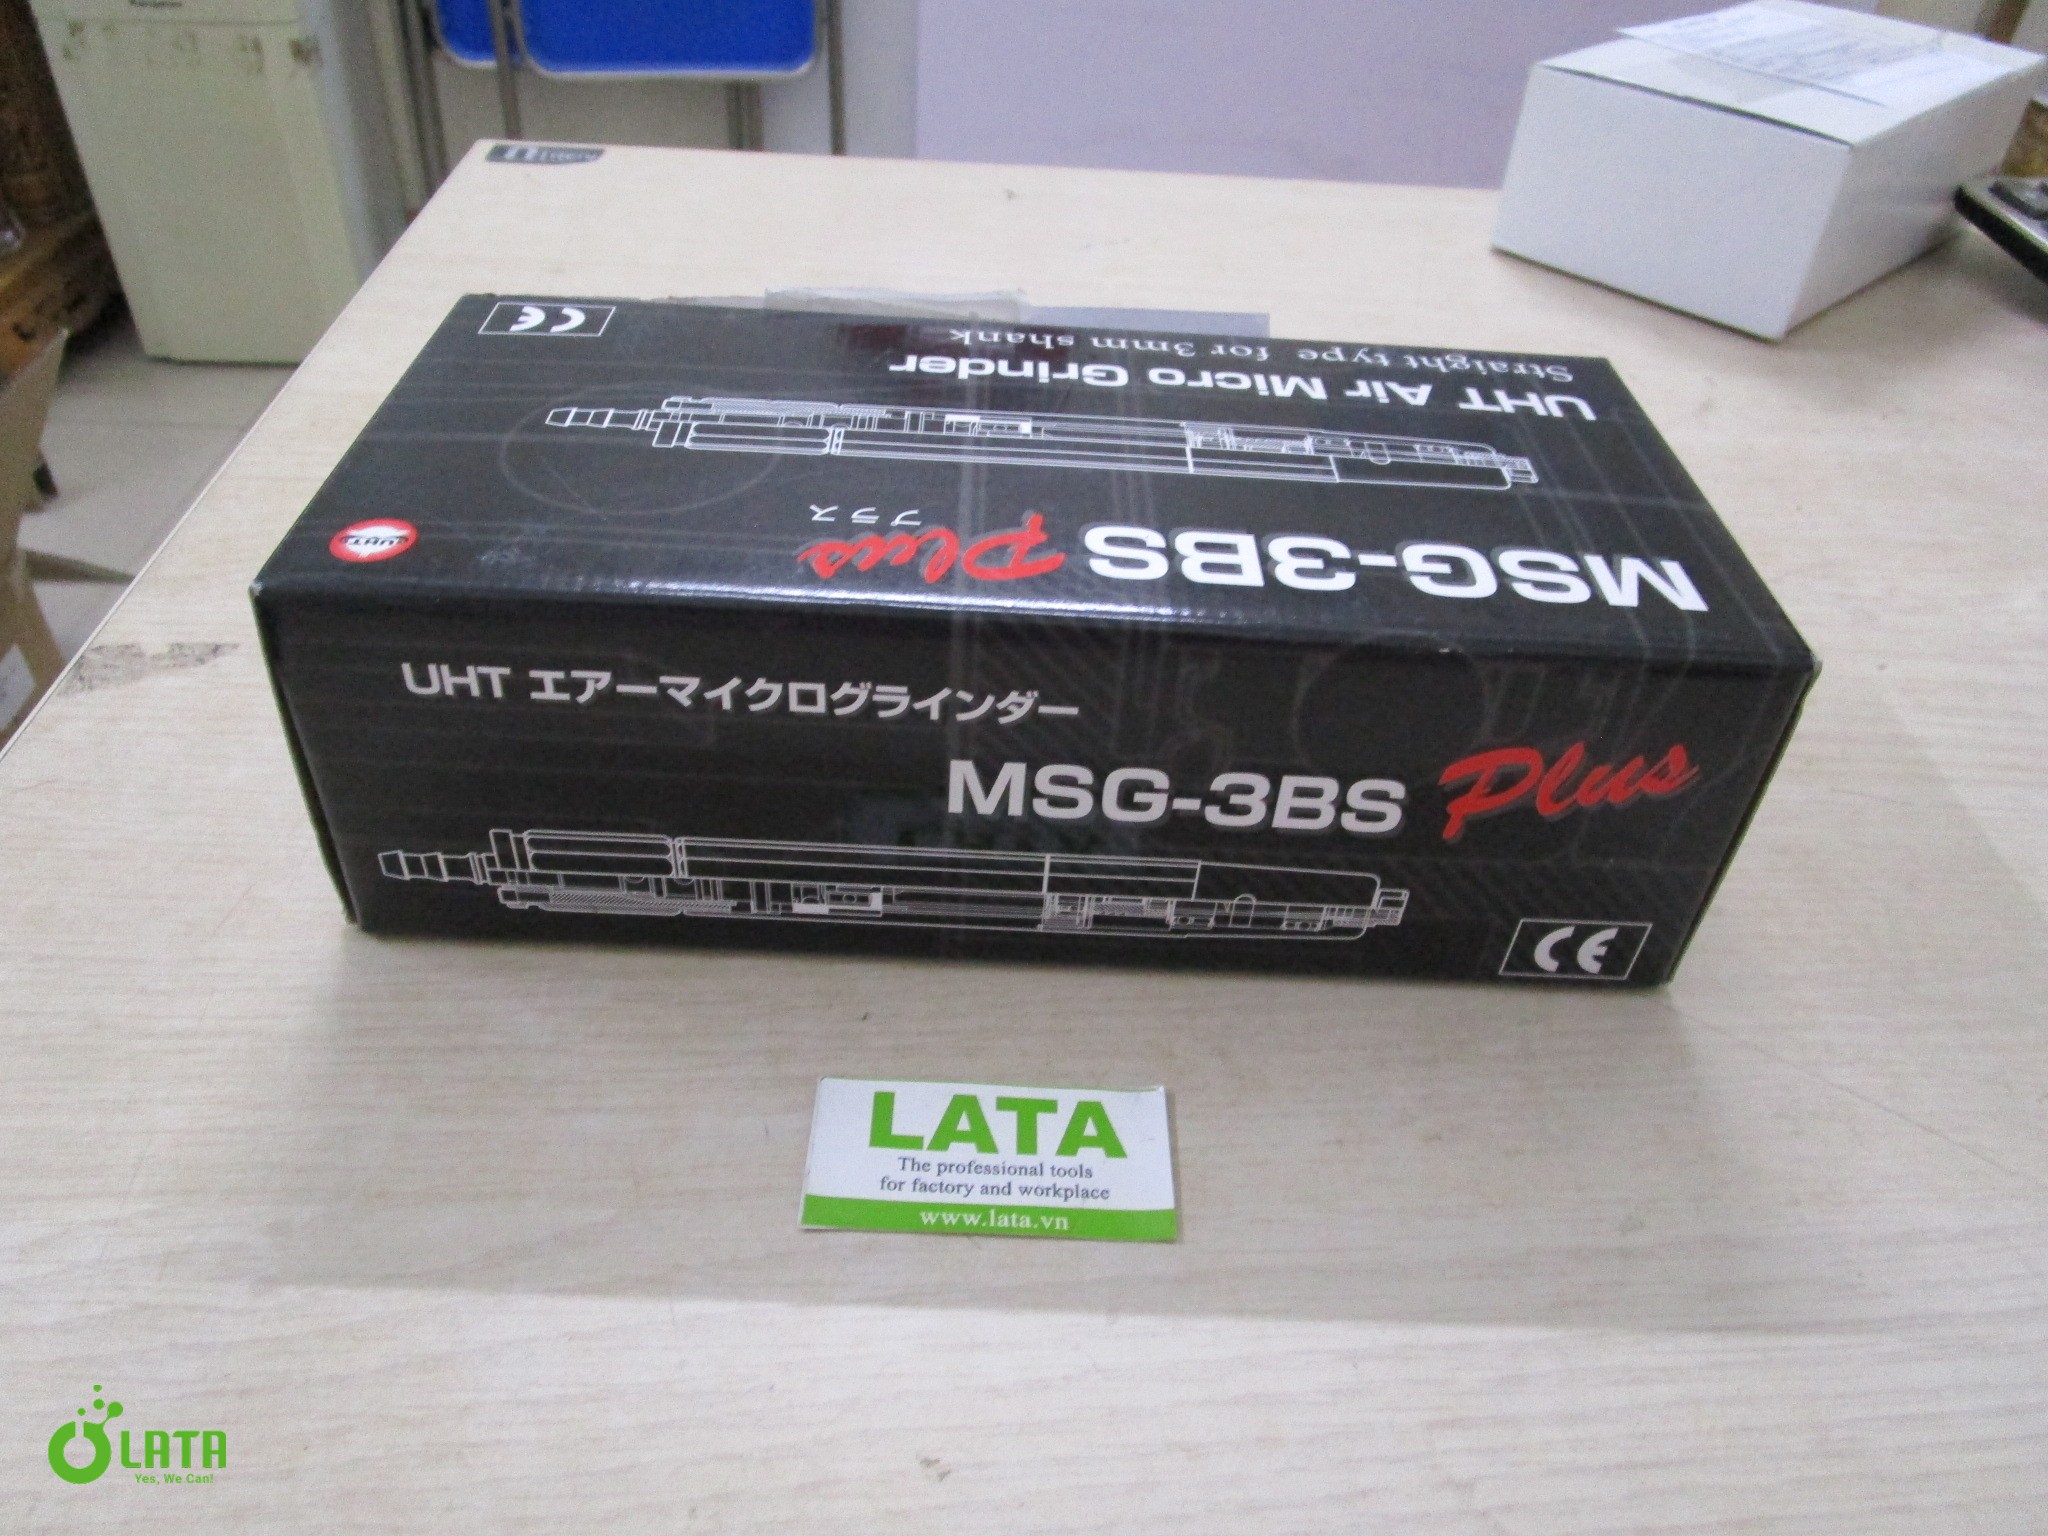 Straight type for 3mm shank
UHT Air Micro Grinder
MSG-3BS Plus
プラス
UHT
CE
UHT エアーマイクログラインダー
MSG-3BS Plus
CE
LATA
The professional tools
for factory and workplace
www.lata.vn
LATA
Yes, We Can!